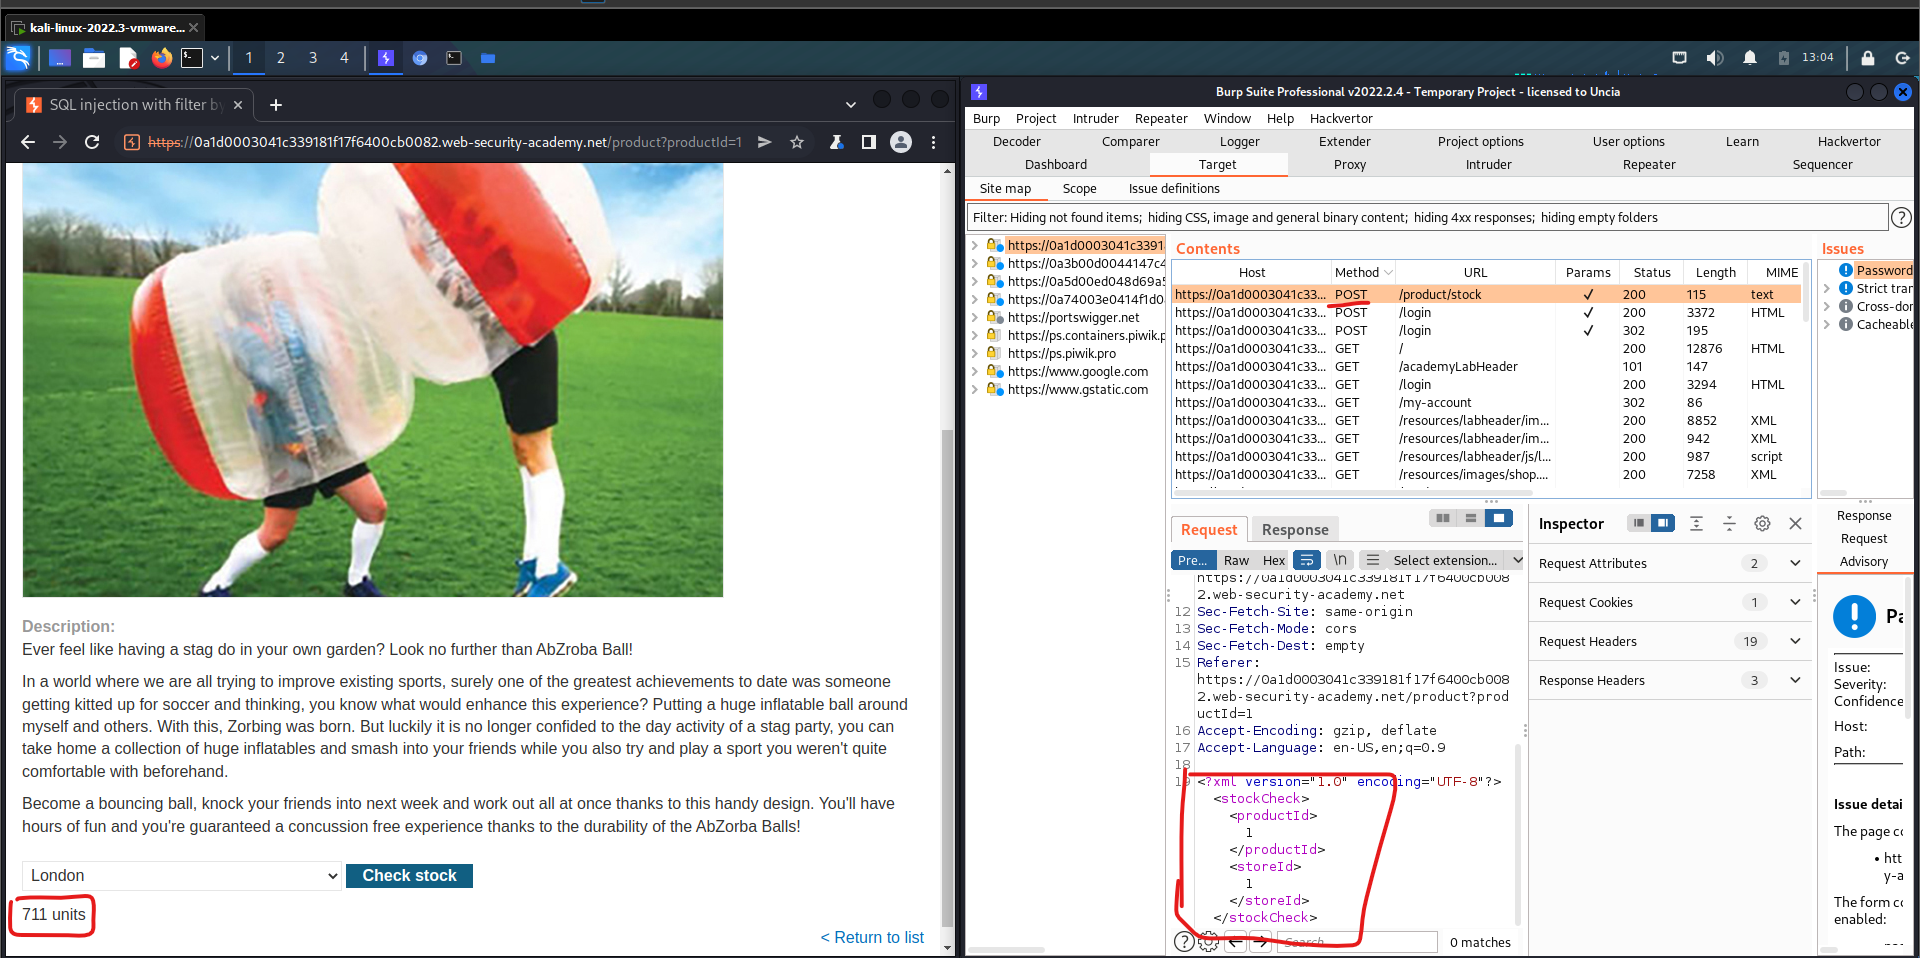 kali-linux-2022.3-vmware...
1 2 3 4
13:04
SQL injection with filter by
https://0a1d0003041c339181f17f6400cb0082.web-security-academy.net/product?productId=1
Description:
Ever feel like having a stag do in your own garden? Look no further than AbZroba Ball!
In a world where we are all trying to improve existing sports, surely one of the greatest achievements to date was someone
getting kitted up for soccer and thinking, you know what would enhance this experience? Putting a huge inflatable ball around
myself and others. With this, Zorbing was born. But luckily it is no longer confided to the day activity of a stag party, you can
take home a collection of huge inflatables and smash into your friends while you also try and play a sport you weren't quite
comfortable with beforehand.
Become a bouncing ball, knock your friends into next week and work out all at once thanks to this handy design. You'll have
hours of fun and you're guaranteed a concussion free experience thanks to the durability of the AbZorba Balls!
London
Check stock
711 units
< Return to list
Burp Suite Professional v2022.2.4 - Temporary Project - licensed to Uncia
Burp Project Intruder Repeater Window Help Hackvertor
Decoder Comparer Logger Extender Project options User options Learn Hackvertor
Dashboard Target Proxy Intruder Repeater Sequencer
Site map Scope Issue definitions
Filter: Hiding not found items; hiding CSS, image and general binary content; hiding 4xx responses; hiding empty folders
https://0a1d0003041c3391
https://0a3b00d0044147c4
https://0a5d00ed048d69a5
https://0a74003e0414f1d0
https://portswigger.net
https://ps.containers.piwik.p
https://ps.piwik.pro
https://www.google.com
https://www.gstatic.com
Contents
Host Method URL Params Status Length MIME
https://0a1d0003041c33... POST /product/stock ✓ 200 115 text
https://0a1d0003041c33... POST /login ✓ 200 3372 HTML
https://0a1d0003041c33... POST /login ✓ 302 195
https://0a1d0003041c33... GET / 200 12876 HTML
https://0a1d0003041c33... GET /academyLabHeader 101 147
https://0a1d0003041c33... GET /login 200 3294 HTML
https://0a1d0003041c33... GET /my-account 302 86
https://0a1d0003041c33... GET /resources/labheader/im... 200 8852 XML
https://0a1d0003041c33... GET /resources/labheader/im... 200 942 XML
https://0a1d0003041c33... GET /resources/labheader/js/l... 200 987 script
https://0a1d0003041c33... GET /resources/images/shop.... 200 7258 XML
Issues
Password
Strict tran
Cross-dor
Cacheable
Request Response
Pre... Raw Hex \n Select extension...
https://0a1d0003041c339181f17f6400cb008
2.web-security-academy.net
12 Sec-Fetch-Site: same-origin
13 Sec-Fetch-Mode: cors
14 Sec-Fetch-Dest: empty
15 Referer:
https://0a1d0003041c339181f17f6400cb008
2.web-security-academy.net/product?prod
uctId=1
16 Accept-Encoding: gzip, deflate
17 Accept-Language: en-US,en;q=0.9
18
19 <?xml version="1.0" encoding="UTF-8"?>
<stockCheck>
<productId>
1
</productId>
<storeId>
1
</storeId>
</stockCheck>
Search...
0 matches
Inspector
Request Attributes 2
Request Cookies 1
Request Headers 19
Response Headers 3
Response
Request
Advisory
Pa
Issue:
Severity:
Confidence
Host:
Path:
Issue detai
The page co
• htt
y-a
The form co
enabled: